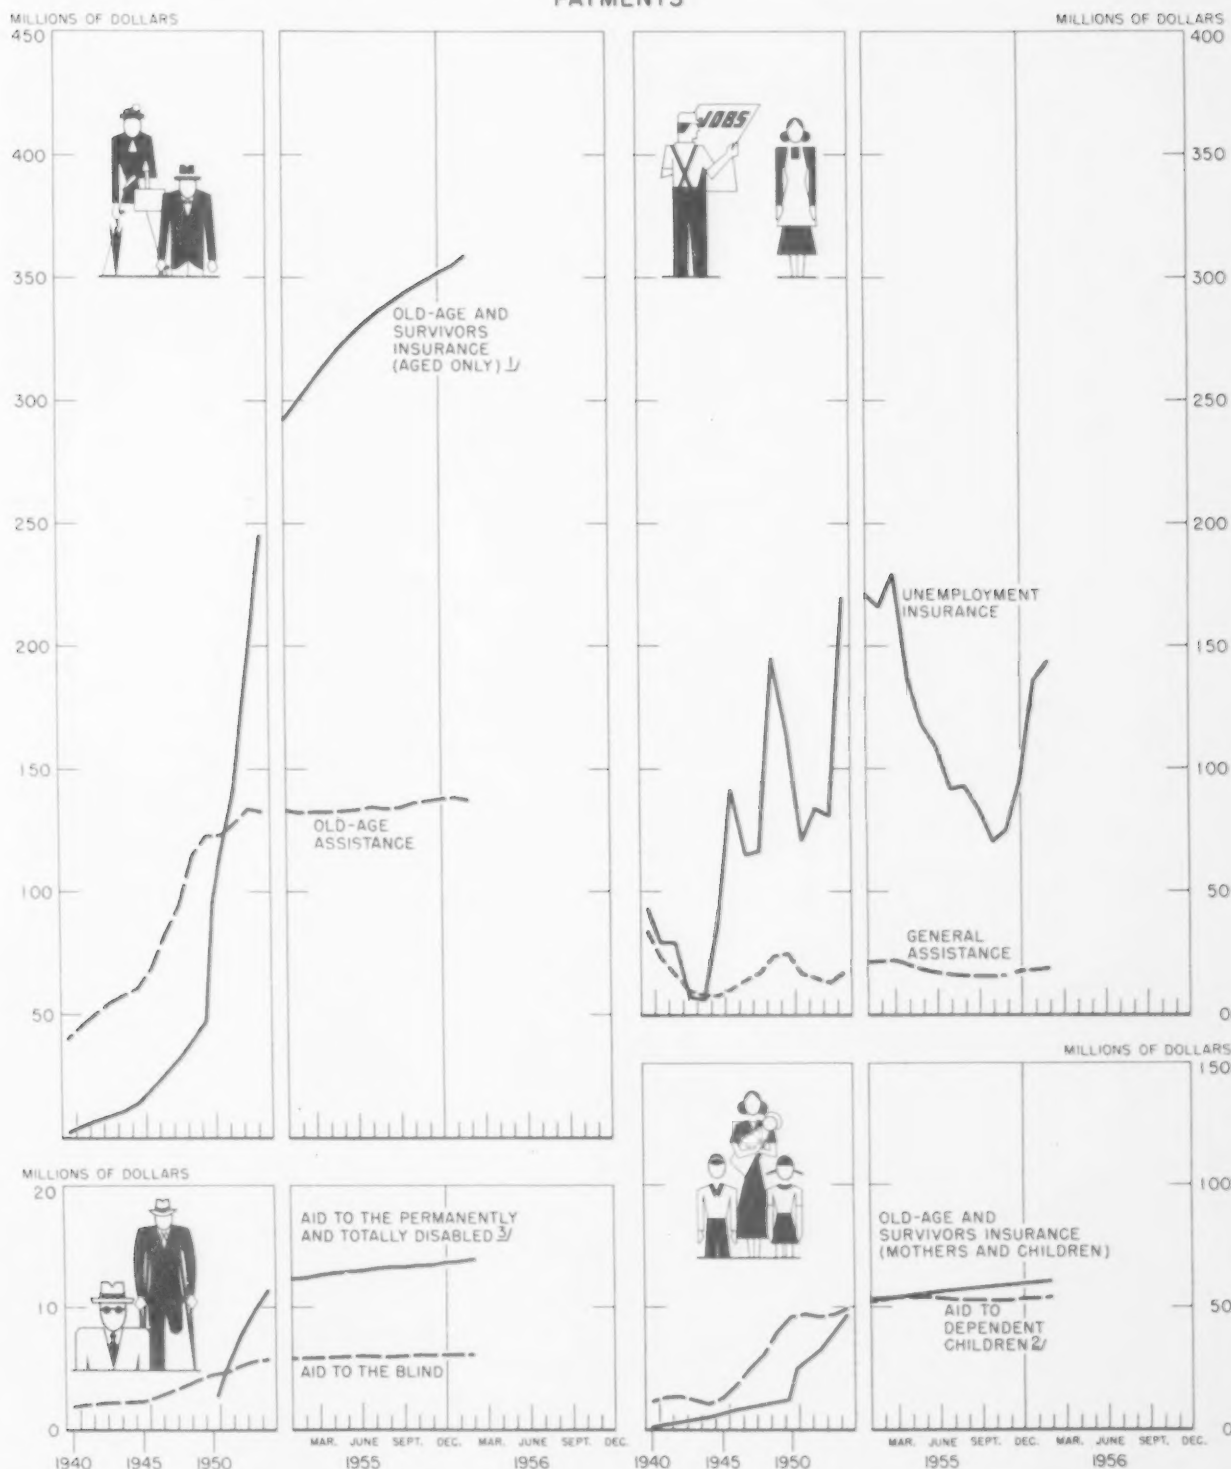 PAYMENTS
MILLIONS OF DOLLARS
450
400
350
300
250
200
150
100
50
OLD-AGE AND
SURVIVORS
INSURANCE
(AGED ONLY) 1/
OLD-AGE
ASSISTANCE
MILLIONS OF DOLLARS
400
350
300
250
200
150
100
50
0
JOBS
UNEMPLOYMENT
INSURANCE
GENERAL
ASSISTANCE
MILLIONS OF DOLLARS
20
10
0
AID TO THE PERMANENTLY
AND TOTALLY DISABLED 3/
AID TO THE BLIND
MAR. JUNE SEPT. DEC. MAR. JUNE SEPT. DEC.
1940 1945 1950 1955 1956
MILLIONS OF DOLLARS
150
100
50
0
OLD-AGE AND
SURVIVORS INSURANCE
(MOTHERS AND CHILDREN)
AID TO
DEPENDENT
CHILDREN 2/
MAR. JUNE SEPT. DEC. MAR. JUNE SEPT. DEC.
1940 1945 1950 1955 1956